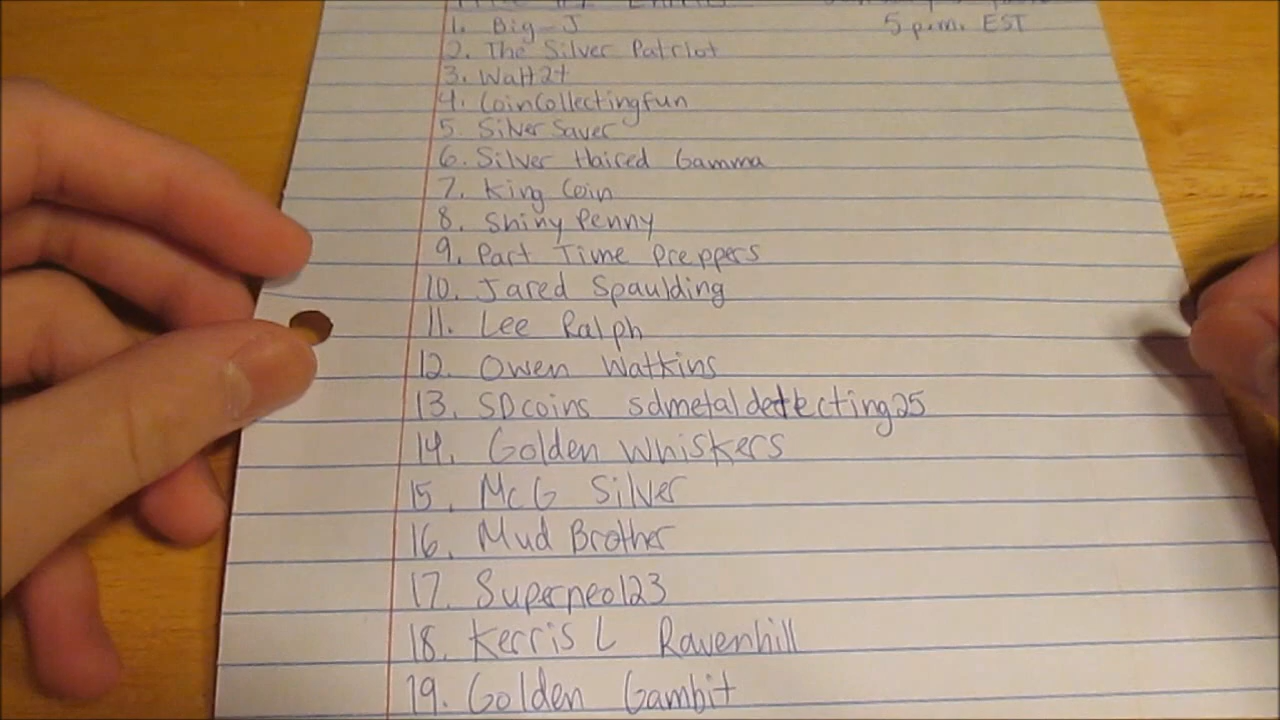 1. Big-J 5 p.m. EST
2. The Silver Patriot
3. Watt2t
4. CoinCollectingfun
5. Silver Saver
6. Silver Haired Gamma
7. King Coin
8. Shiny Penny
9. Part Time Preppers
10. Jared Spaulding
11. Lee Ralph
12. Owen Watkins
13. SDcoins sdmetaldetecting25
14. Golden Whiskers
15. McG Silver
16. Mud Brother
17. Superneo123
18. Kerris L Ravenhill
19. Golden Gambit